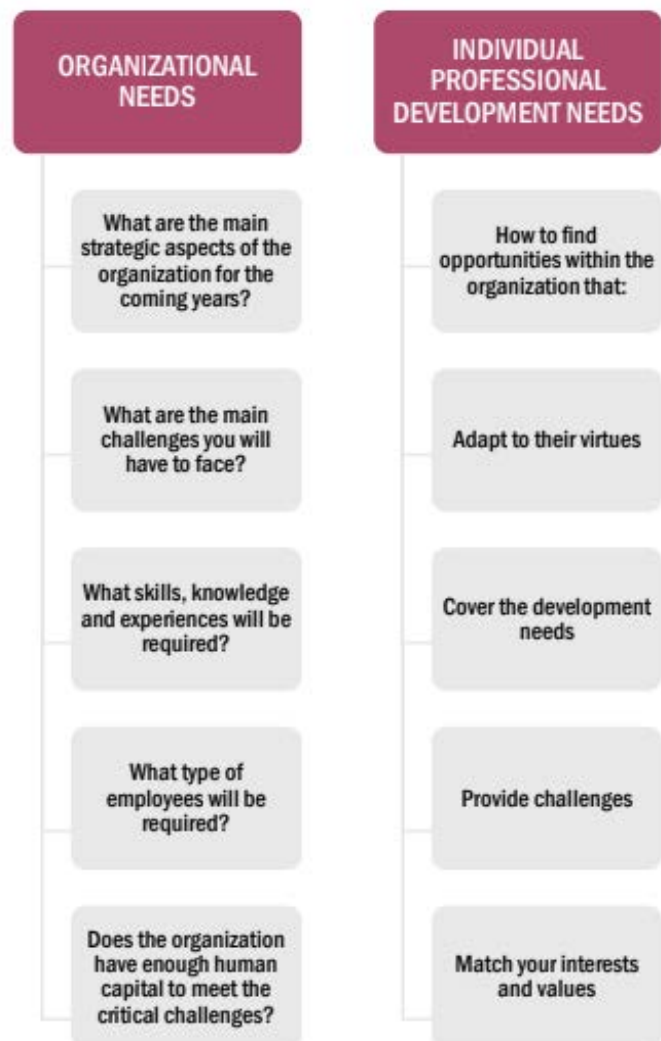 ORGANIZATIONAL
NEEDS
What are the main
strategic aspects of the
organization for the
coming years?
What are the main
challenges you will
have to face?
What skills, knowledge
and experiences will be
required?
What type of
employees will be
required?
Does the organization
have enough human
capital to meet the
critical challenges?
INDIVIDUAL
PROFESSIONAL
DEVELOPMENT NEEDS
How to find
opportunities within the
organization that:
Adapt to their virtues
Cover the development
needs
Provide challenges
Match your interests
and values